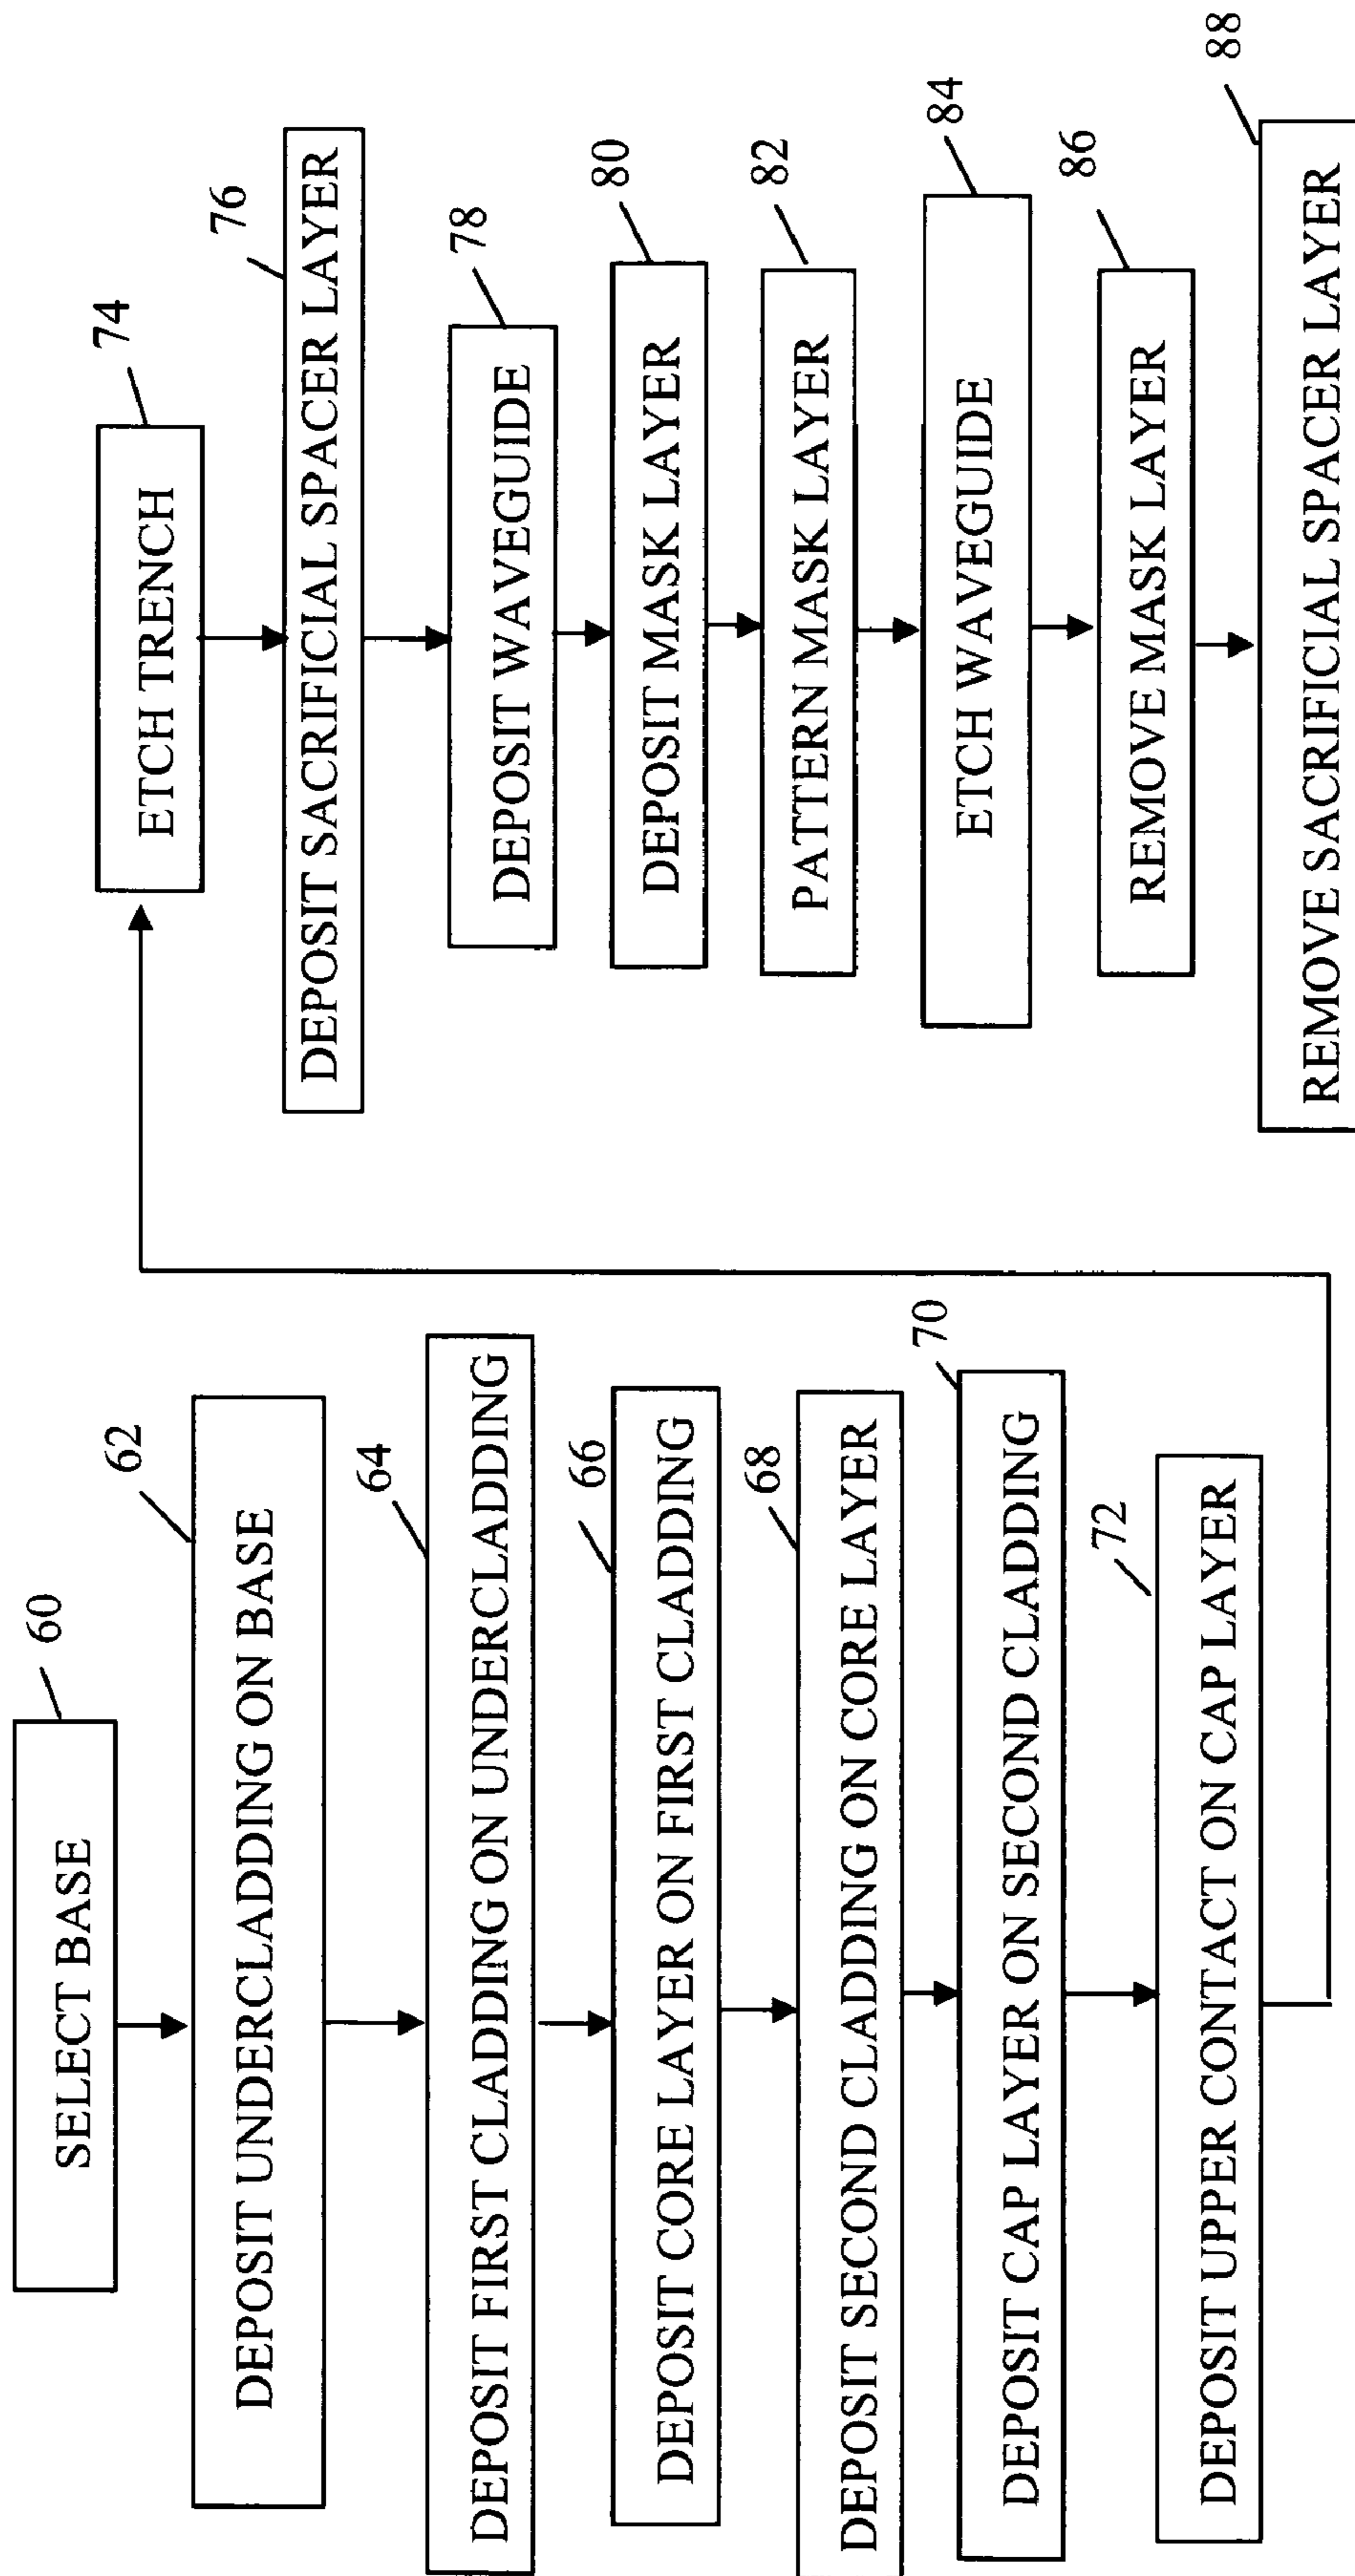 SELECT BASE
60
DEPOSIT UNDERCLADDING ON BASE
62
DEPOSIT FIRST CLADDING ON UNDERCLADDING
64
DEPOSIT CORE LAYER ON FIRST CLADDING
66
DEPOSIT SECOND CLADDING ON CORE LAYER
68
DEPOSIT CAP LAYER ON SECOND CLADDING
70
DEPOSIT UPPER CONTACT ON CAP LAYER
72
ETCH TRENCH
74
DEPOSIT SACRIFICIAL SPACER LAYER
76
DEPOSIT WAVEGUIDE
78
DEPOSIT MASK LAYER
80
PATTERN MASK LAYER
82
ETCH WAVEGUIDE
84
REMOVE MASK LAYER
86
REMOVE SACRIFICIAL SPACER LAYER
88